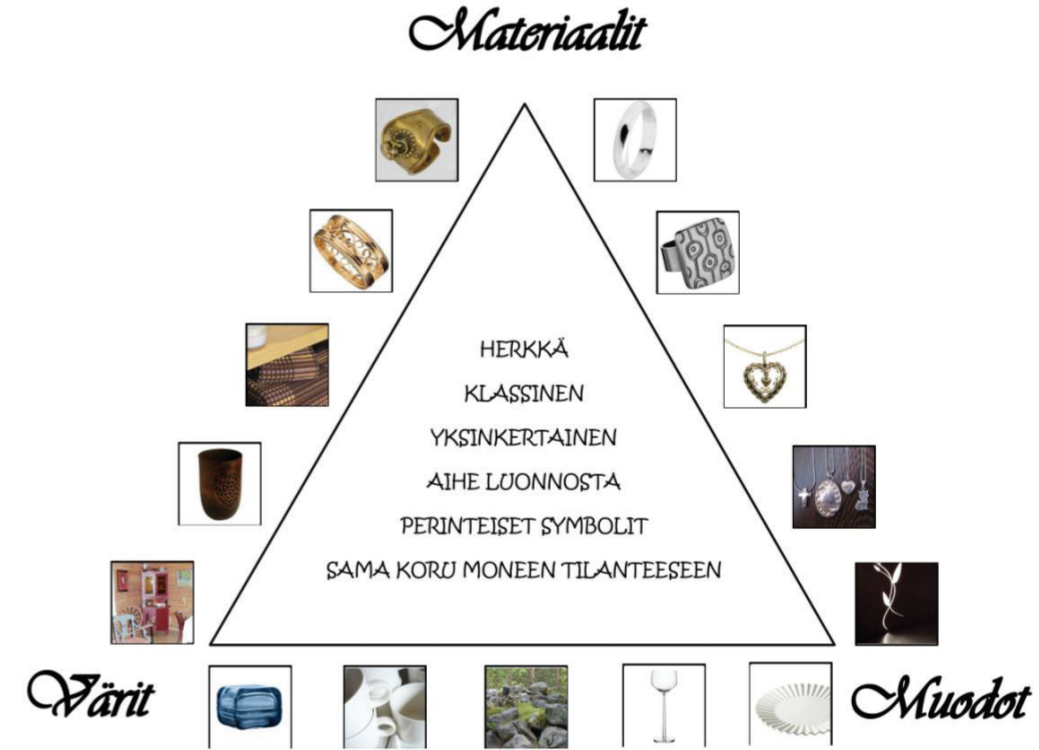 Materiaalit
HERKKÄ
KLASSINEN
YKSINKERTAINEN
AIHE LUONNOSTA
PERINTEISET SYMBOLIT
SAMA KORU MONEEN TILANTEESEEN
Värit
Muodot